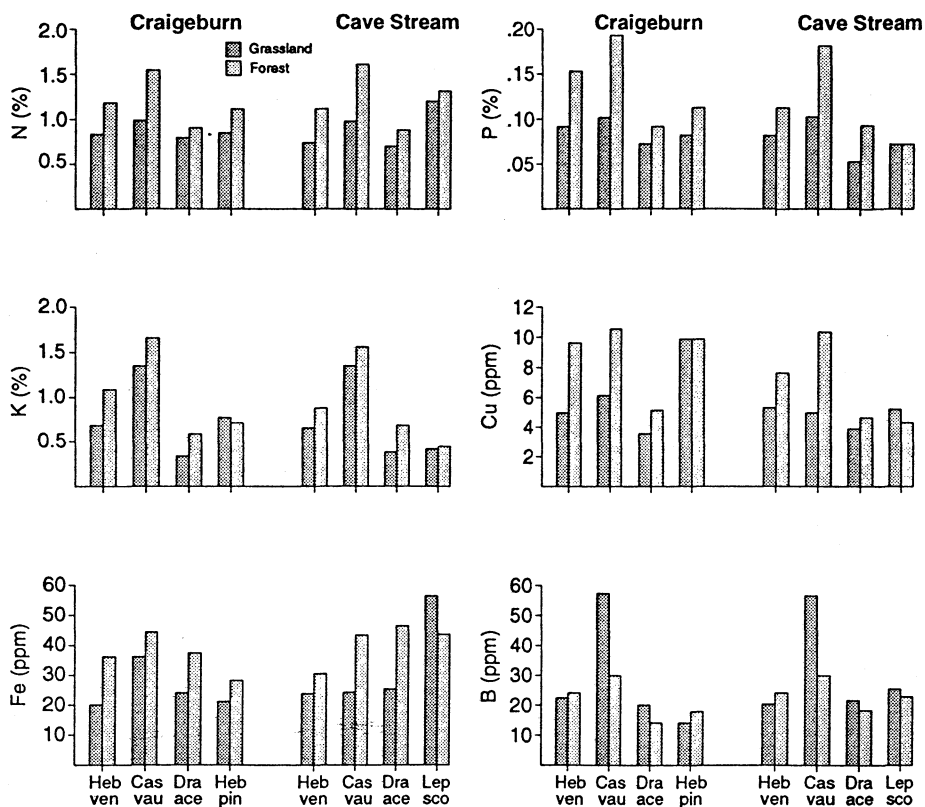 Craigeburn Cave Stream
Grassland
Forest
N (%)
2.0
1.5
1.0
0.5
Craigeburn Cave Stream
P (%)
.20
.15
.10
.05
K (%)
2.0
1.5
1.0
0.5
Cu (ppm)
12
10
8
6
4
2
Fe (ppm)
60
50
40
30
20
10
Heb Cas Dra Heb Heb Cas Dra Lep
ven vau ace pin ven vau ace sco
B (ppm)
60
50
40
30
20
10
Heb Cas Dra Heb Heb Cas Dra Lep
ven vau ace pin ven vau ace sco